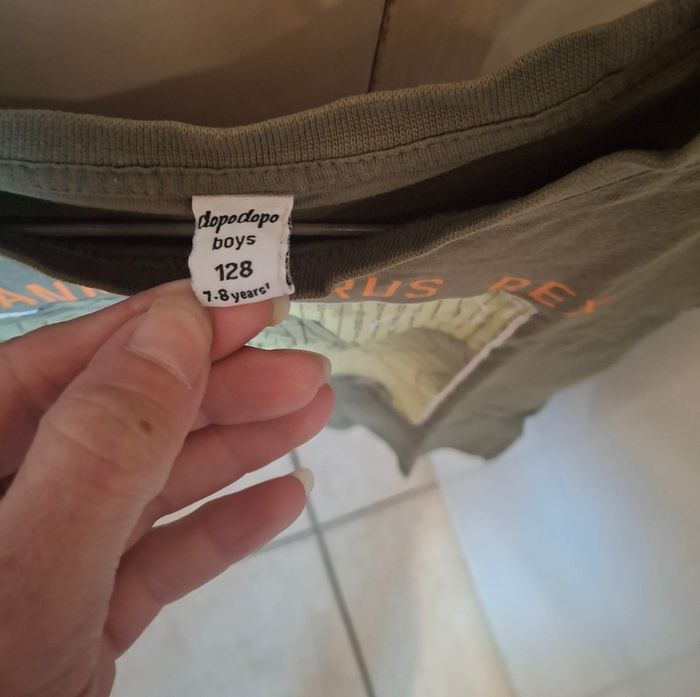 dopodopo
boys
128
7-8 years'
RUS REX